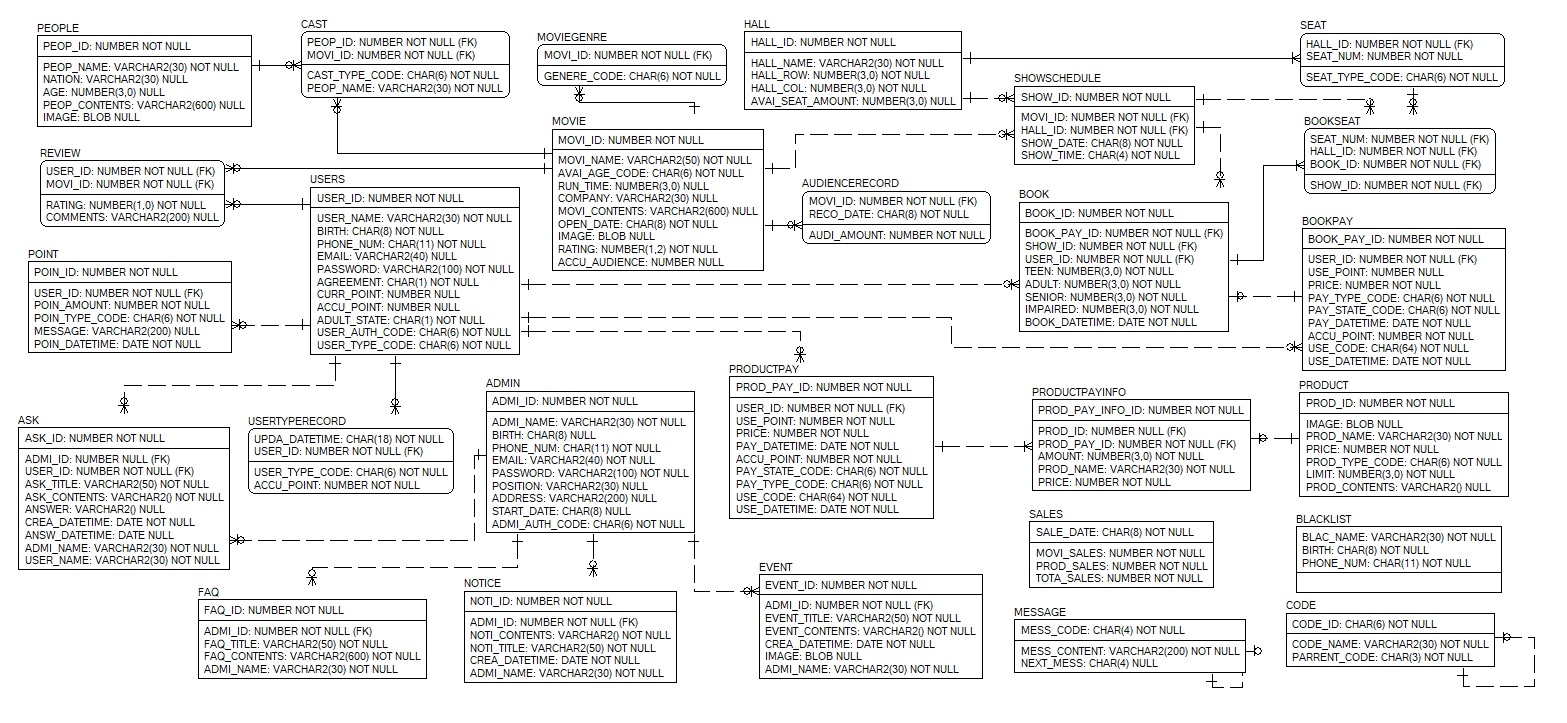 PEOPLE
PEOP_ID: NUMBER NOT NULL
PEOP_NAME: VARCHAR2(30) NOT NULL
NATION: VARCHAR2(30) NULL
AGE: NUMBER(3,0) NULL
PEOP_CONTENTS: VARCHAR2(600) NULL
IMAGE: BLOB NULL
CAST
PEOP_ID: NUMBER NOT NULL (FK)
MOVI_ID: NUMBER NOT NULL (FK)
CAST_TYPE_CODE: CHAR(6) NOT NULL
PEOP_NAME: VARCHAR2(30) NOT NULL
MOVIEGENRE
MOVI_ID: NUMBER NOT NULL (FK)
GENERE_CODE: CHAR(6) NOT NULL
HALL
HALL_ID: NUMBER NOT NULL
HALL_NAME: VARCHAR2(30) NOT NULL
HALL_ROW: NUMBER(3,0) NULL
HALL_COL: NUMBER(3,0) NULL
AVAI_SEAT_AMOUNT: NUMBER(3,0) NULL
SEAT
HALL_ID: NUMBER NOT NULL (FK)
SEAT_NUM: NUMBER NOT NULL
SEAT_TYPE_CODE: CHAR(6) NOT NULL
SHOWSCHEDULE
SHOW_ID: NUMBER NOT NULL
MOVI_ID: NUMBER NOT NULL (FK)
HALL_ID: NUMBER NOT NULL (FK)
SHOW_DATE: CHAR(8) NOT NULL
SHOW_TIME: CHAR(4) NOT NULL
BOOKSEAT
SEAT_NUM: NUMBER NOT NULL (FK)
HALL_ID: NUMBER NOT NULL (FK)
BOOK_ID: NUMBER NOT NULL (FK)
SHOW_ID: NUMBER NOT NULL (FK)
MOVIE
MOVI_ID: NUMBER NOT NULL
MOVI_NAME: VARCHAR2(50) NOT NULL
AVAI_AGE_CODE: CHAR(6) NOT NULL
RUN_TIME: NUMBER(3,0) NULL
COMPANY: VARCHAR2(30) NULL
MOVI_CONTENTS: VARCHAR2(600) NULL
OPEN_DATE: CHAR(8) NOT NULL
IMAGE: BLOB NULL
RATING: NUMBER(1,2) NOT NULL
ACCU_AUDIENCE: NUMBER NULL
REVIEW
USER_ID: NUMBER NOT NULL (FK)
MOVI_ID: NUMBER NOT NULL (FK)
RATING: NUMBER(1,0) NOT NULL
COMMENTS: VARCHAR2(200) NULL
USERS
USER_ID: NUMBER NOT NULL
USER_NAME: VARCHAR2(30) NOT NULL
BIRTH: CHAR(8) NOT NULL
PHONE_NUM: CHAR(11) NOT NULL
EMAIL: VARCHAR2(40) NULL
PASSWORD: VARCHAR2(100) NOT NULL
AGREEMENT: CHAR(1) NOT NULL
CURR_POINT: NUMBER NULL
ACCU_POINT: NUMBER NULL
ADULT_STATE: CHAR(1) NOT NULL
USER_AUTH_CODE: CHAR(6) NOT NULL
USER_TYPE_CODE: CHAR(6) NOT NULL
AUDIENCERECORD
MOVI_ID: NUMBER NOT NULL (FK)
RECO_DATE: CHAR(8) NOT NULL
AUDI_AMOUNT: NUMBER NOT NULL
BOOK
BOOK_ID: NUMBER NOT NULL
BOOK_PAY_ID: NUMBER NOT NULL (FK)
SHOW_ID: NUMBER NOT NULL (FK)
USER_ID: NUMBER NOT NULL (FK)
TEEN: NUMBER(3,0) NOT NULL
ADULT: NUMBER(3,0) NOT NULL
SENIOR: NUMBER(3,0) NOT NULL
IMPAIRED: NUMBER(3,0) NOT NULL
BOOK_DATETIME: DATE NOT NULL
BOOKPAY
BOOK_PAY_ID: NUMBER NOT NULL
USER_ID: NUMBER NOT NULL (FK)
USE_POINT: NUMBER NULL
PRICE: NUMBER NOT NULL
PAY_TYPE_CODE: CHAR(6) NOT NULL
PAY_STATE_CODE: CHAR(6) NOT NULL
PAY_DATETIME: DATE NOT NULL
ACCU_POINT: NUMBER NULL
USE_CODE: CHAR(64) NOT NULL
USE_DATETIME: DATE NOT NULL
POINT
POIN_ID: NUMBER NOT NULL
USER_ID: NUMBER NOT NULL (FK)
POIN_AMOUNT: NUMBER NOT NULL
POIN_TYPE_CODE: CHAR(6) NOT NULL
MESSAGE: VARCHAR2(200) NULL
POIN_DATETIME: DATE NOT NULL
ASK
ASK_ID: NUMBER NOT NULL
ADMI_ID: NUMBER NOT NULL (FK)
USER_ID: NUMBER NOT NULL (FK)
ASK_TITLE: VARCHAR2(50) NOT NULL
ASK_CONTENTS: VARCHAR2() NOT NULL
ANSWER: VARCHAR2() NULL
CREA_DATETIME: DATE NOT NULL
ANSW_DATETIME: DATE NULL
ADMI_NAME: VARCHAR2(30) NOT NULL
USER_NAME: VARCHAR2(30) NOT NULL
USERTYPERECORD
UPDA_DATETIME: CHAR(18) NOT NULL
USER_ID: NUMBER NOT NULL (FK)
USER_TYPE_CODE: CHAR(6) NOT NULL
ACCU_POINT: NUMBER NOT NULL
ADMIN
ADMI_ID: NUMBER NOT NULL
ADMI_NAME: VARCHAR2(30) NOT NULL
BIRTH: CHAR(8) NULL
PHONE_NUM: CHAR(11) NOT NULL
EMAIL: VARCHAR2(40) NOT NULL
PASSWORD: VARCHAR2(100) NOT NULL
POSITION: VARCHAR2(30) NULL
ADDRESS: VARCHAR2(200) NULL
START_DATE: CHAR(8) NULL
ADMI_AUTH_CODE: CHAR(6) NOT NULL
PRODUCTPAY
PROD_PAY_ID: NUMBER NOT NULL
USER_ID: NUMBER NOT NULL (FK)
USE_POINT: NUMBER NOT NULL
PRICE: NUMBER NOT NULL
PAY_DATETIME: DATE NOT NULL
ACCU_POINT: NUMBER NOT NULL
PAY_STATE_CODE: CHAR(6) NOT NULL
PAY_TYPE_CODE: CHAR(6) NOT NULL
USE_CODE: CHAR(64) NOT NULL
USE_DATETIME: DATE NOT NULL
PRODUCTPAYINFO
PROD_PAY_INFO_ID: NUMBER NOT NULL
PROD_ID: NUMBER NULL (FK)
PROD_PAY_ID: NUMBER NOT NULL (FK)
AMOUNT: NUMBER(3,0) NOT NULL
PROD_NAME: VARCHAR2(30) NOT NULL
PRICE: NUMBER NOT NULL
PRODUCT
PROD_ID: NUMBER NOT NULL
IMAGE: BLOB NULL
PROD_NAME: VARCHAR2(30) NOT NULL
PRICE: NUMBER NOT NULL
PROD_TYPE_CODE: CHAR(6) NOT NULL
LIMIT: NUMBER(3,0) NOT NULL
PROD_CONTENTS: VARCHAR2() NULL
SALES
SALE_DATE: CHAR(8) NOT NULL
MOVI_SALES: NUMBER NOT NULL
PROD_SALES: NUMBER NOT NULL
TOTA_SALES: NUMBER NOT NULL
BLACKLIST
BLAC_NAME: VARCHAR2(30) NOT NULL
BIRTH: CHAR(8) NOT NULL
PHONE_NUM: CHAR(11) NOT NULL
FAQ
FAQ_ID: NUMBER NOT NULL
ADMI_ID: NUMBER NOT NULL (FK)
FAQ_TITLE: VARCHAR2(50) NOT NULL
FAQ_CONTENTS: VARCHAR2(600) NOT NULL
ADMI_NAME: VARCHAR2(30) NOT NULL
NOTICE
NOTI_ID: NUMBER NOT NULL
ADMI_ID: NUMBER NOT NULL (FK)
NOTI_CONTENTS: VARCHAR2() NOT NULL
NOTI_TITLE: VARCHAR2(50) NOT NULL
CREA_DATETIME: DATE NOT NULL
ADMI_NAME: VARCHAR2(30) NOT NULL
EVENT
EVENT_ID: NUMBER NOT NULL
ADMI_ID: NUMBER NOT NULL (FK)
EVENT_TITLE: VARCHAR2(50) NOT NULL
EVENT_CONTENTS: VARCHAR2() NOT NULL
CREA_DATETIME: DATE NOT NULL
IMAGE: BLOB NULL
ADMI_NAME: VARCHAR2(30) NOT NULL
MESSAGE
MESS_CODE: CHAR(4) NOT NULL
MESS_CONTENT: VARCHAR2(200) NOT NULL
NEXT_MESS: CHAR(4) NULL
CODE
CODE_ID: CHAR(6) NOT NULL
CODE_NAME: VARCHAR2(30) NOT NULL
PARRENT_CODE: CHAR(3) NOT NULL